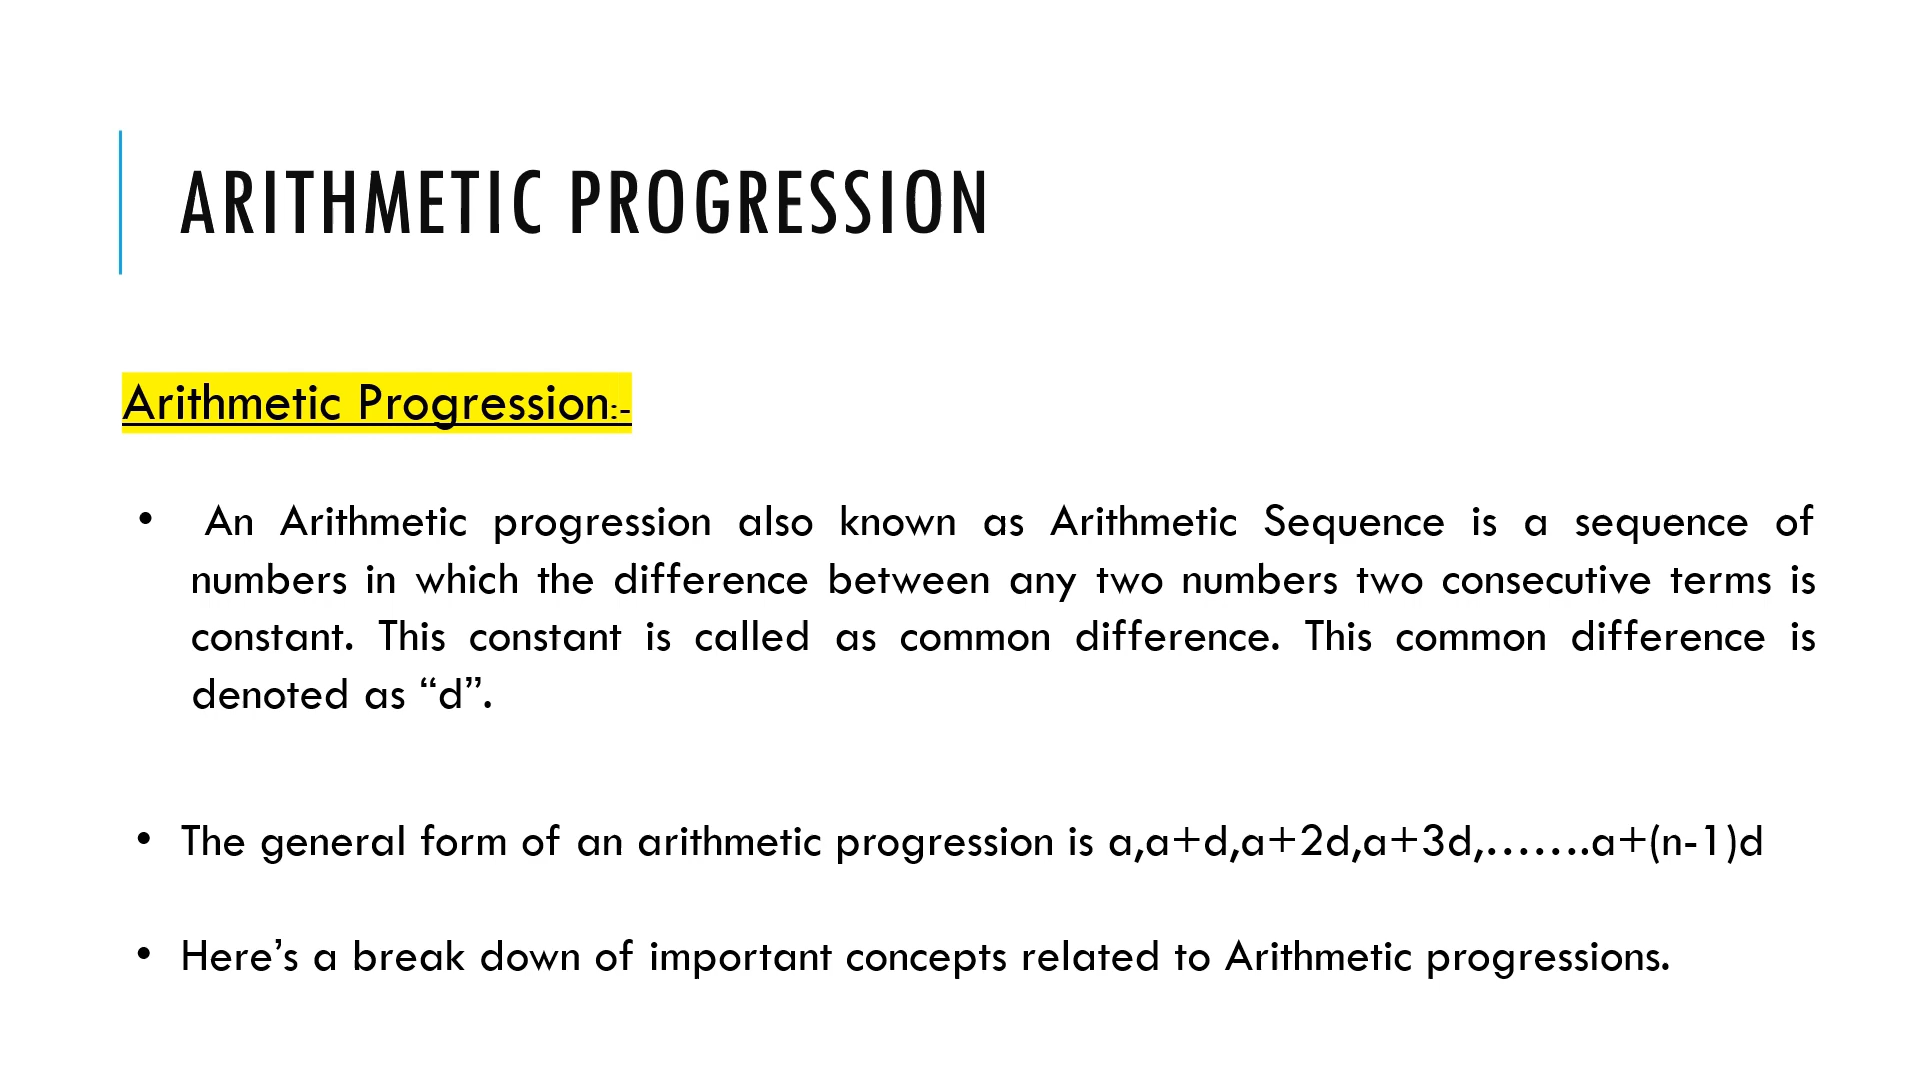 ARITHMETIC PROGRESSION
Arithmetic Progression:-
• An Arithmetic progression also known as Arithmetic Sequence is a sequence of
numbers in which the difference between any two numbers two consecutive terms is
constant. This constant is called as common difference. This common difference is
denoted as “d”.
• The general form of an arithmetic progression is a,a+d,a+2d,a+3d,…….a+(n-1)d
• Here’s a break down of important concepts related to Arithmetic progressions.